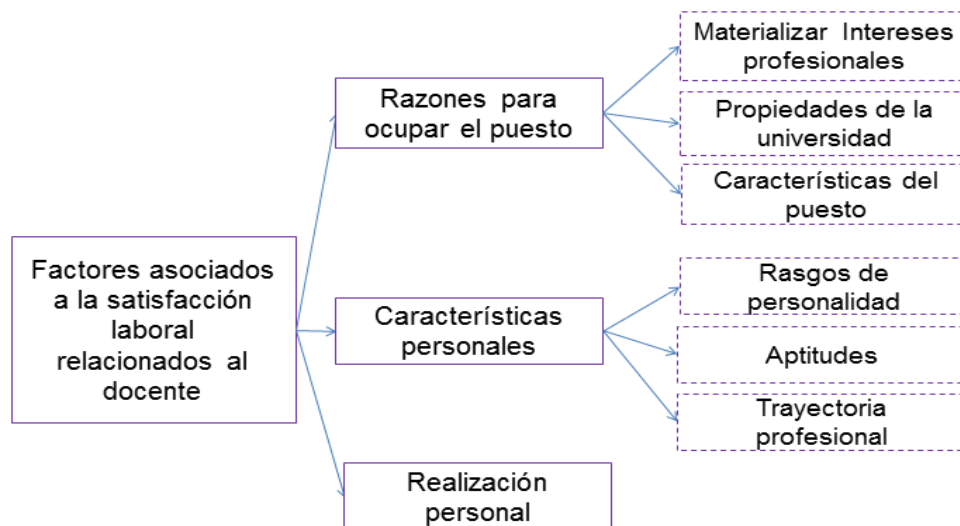 Factores asociados
a la satisfacción
laboral
relacionados al
docente
Razones para
ocupar el puesto
Materializar Intereses
profesionales
Propiedades de la
universidad
Características del
puesto
Características
personales
Rasgos de
personalidad
Aptitudes
Trayectoria
profesional
Realización
personal